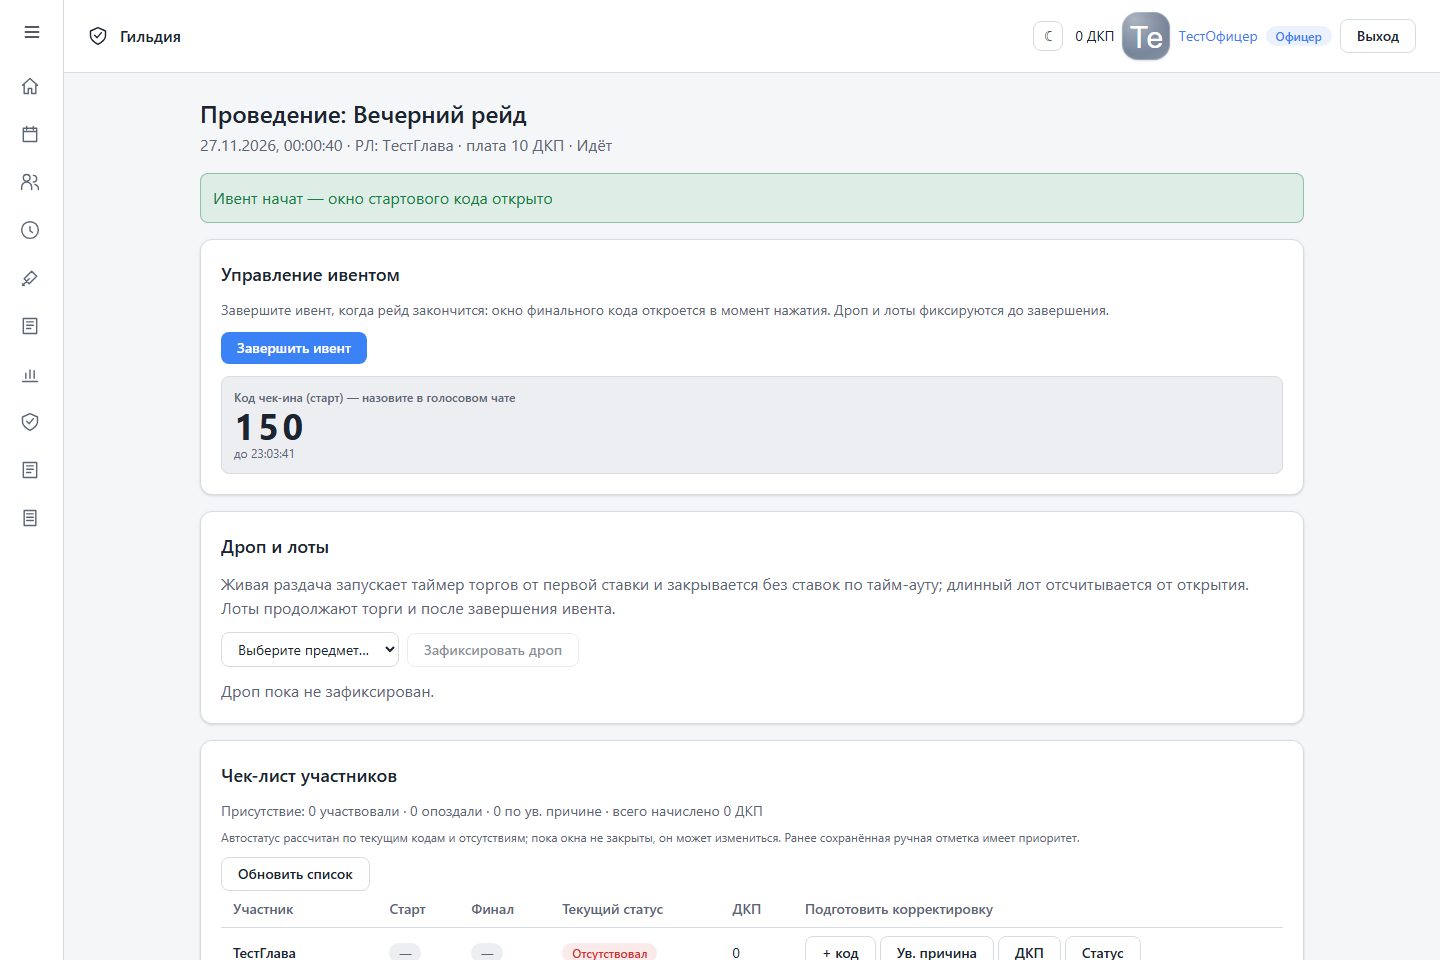 Гильдия
0 ДКП
Te
ТестОфицер
Офицер
Выход
Проведение: Вечерний рейд
27.11.2026, 00:00:40 · РЛ: ТестГлава · плата 10 ДКП · Идёт
Ивент начат — окно стартового кода открыто
Управление ивентом
Завершите ивент, когда рейд закончится: окно финального кода откроется в момент нажатия. Дроп и лоты фиксируются до завершения.
Завершить ивент
Код чек-ина (старт) — назовите в голосовом чате
150
до 23:03:41
Дроп и лоты
Живая раздача запускает таймер торгов от первой ставки и закрывается без ставок по тайм-ауту; длинный лот отсчитывается от открытия.
Лоты продолжают торги и после завершения ивента.
Выберите предмет...
Зафиксировать дроп
Дроп пока не зафиксирован.
Чек-лист участников
Присутствие: 0 участвовали · 0 опоздали · 0 по ув. причине · всего начислено 0 ДКП
Автостатус рассчитан по текущим кодам и отсутствиям; пока окна не закрыты, он может измениться. Ранее сохранённая ручная отметка имеет приоритет.
Обновить список
Участник Старт Финал Текущий статус ДКП Подготовить корректировку
ТестГлава — — Отсутствовал 0 + код Ув. причина ДКП Статус